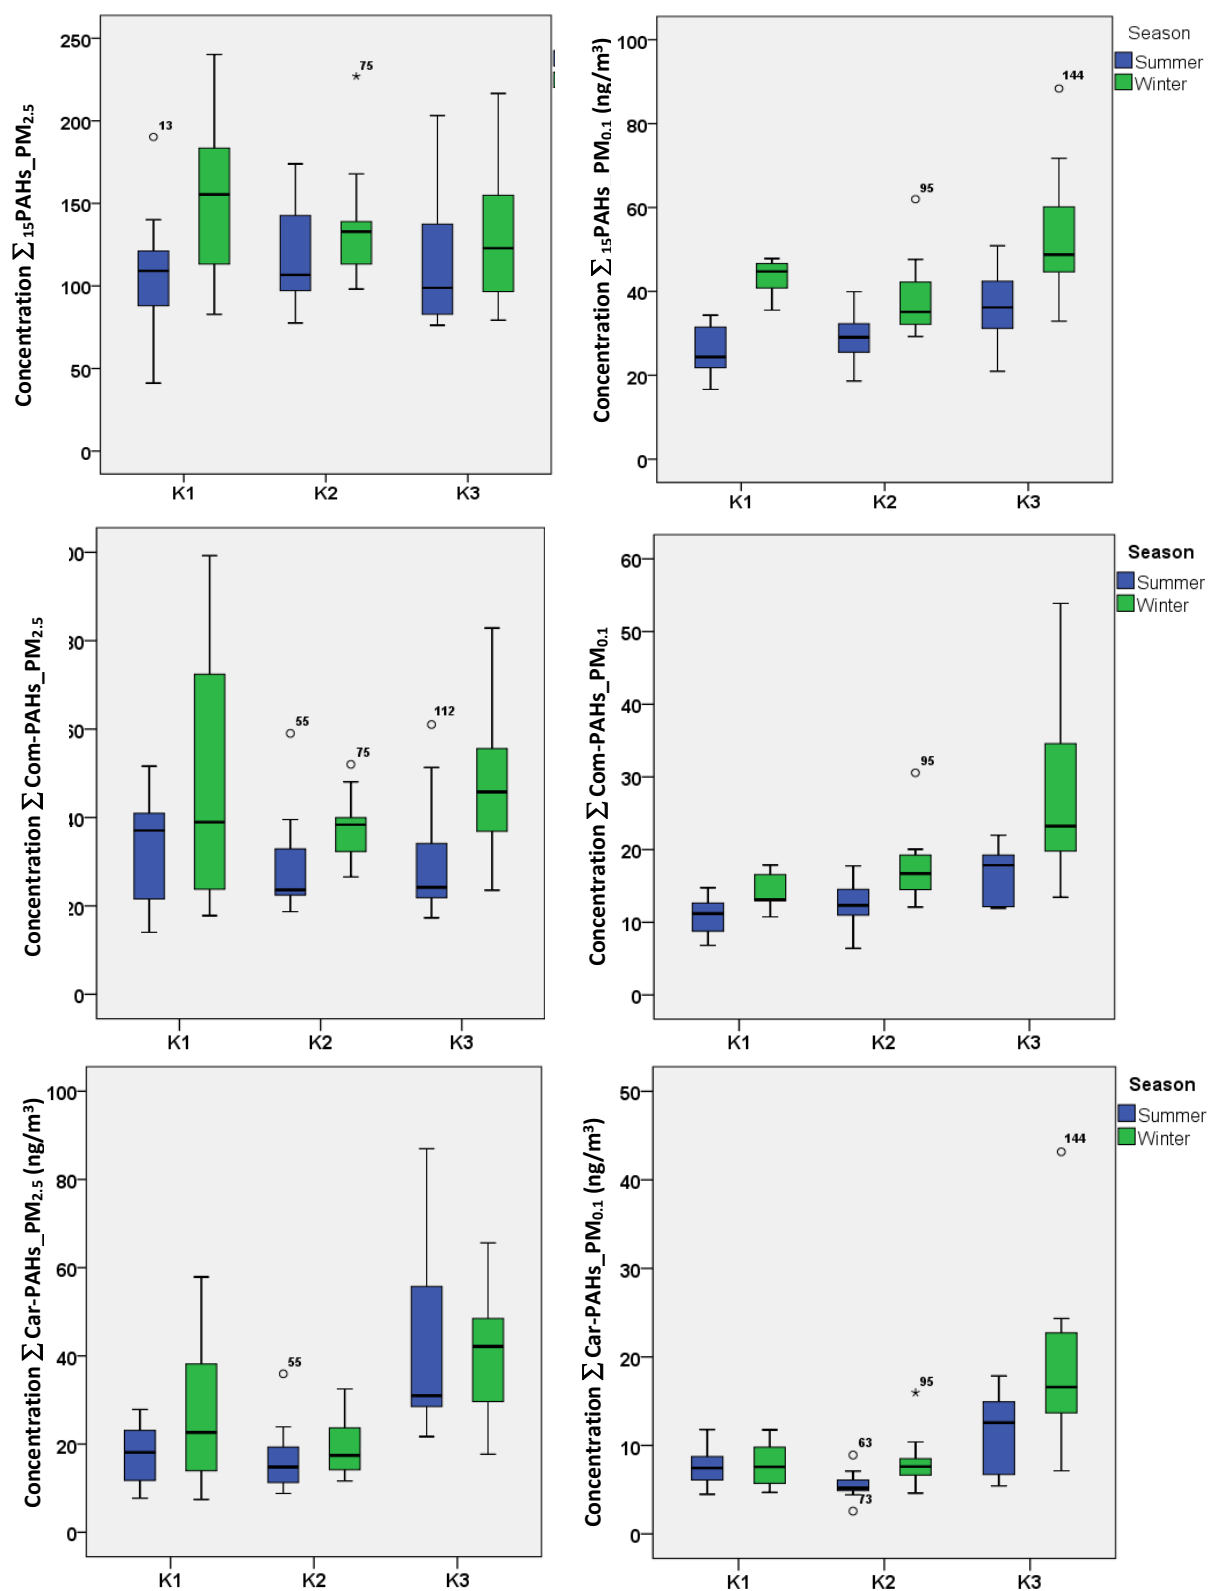 Concentration ∑ 15PAHs_PM2.5
250
200
150
100
50
0
13
75
K1
K2
K3
Concentration ∑ 15PAHs PM0.1 (ng/m³)
100
80
60
40
20
0
95
144
K1
K2
K3
Season
Summer
Winter
Concentration ∑ Com-PAHs_PM2.5
00
80
60
40
20
0
55
75
112
K1
K2
K3
Concentration ∑ Com-PAHs_PM0.1
60
50
40
30
20
10
0
95
K1
K2
K3
Season
Summer
Winter
Concentration ∑ Car-PAHs_PM2.5 (ng/m³)
100
80
60
40
20
0
55
K1
K2
K3
Concentration ∑ Car-PAHs_PM0.1 (ng/m³)
50
40
30
20
10
0
63
73
95
144
K1
K2
K3
Season
Summer
Winter